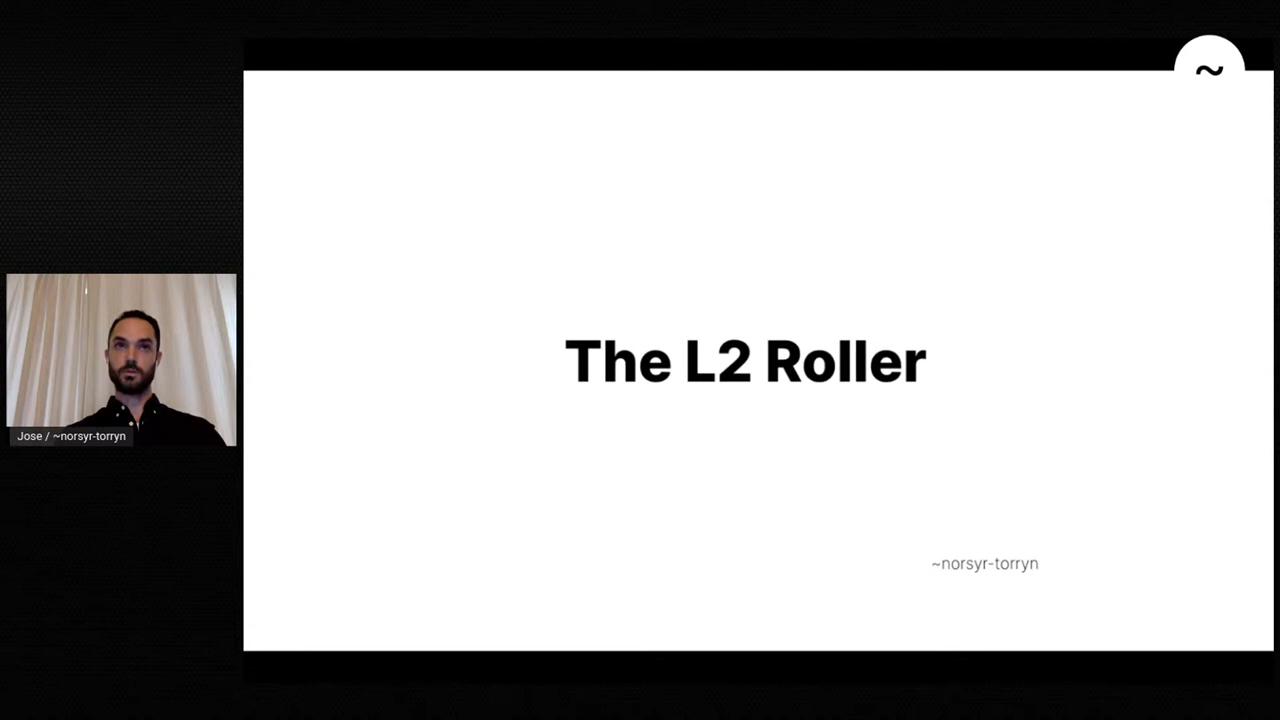 ~
The L2 Roller
~norsyr-torryn
Jose / ~norsyr-torryn